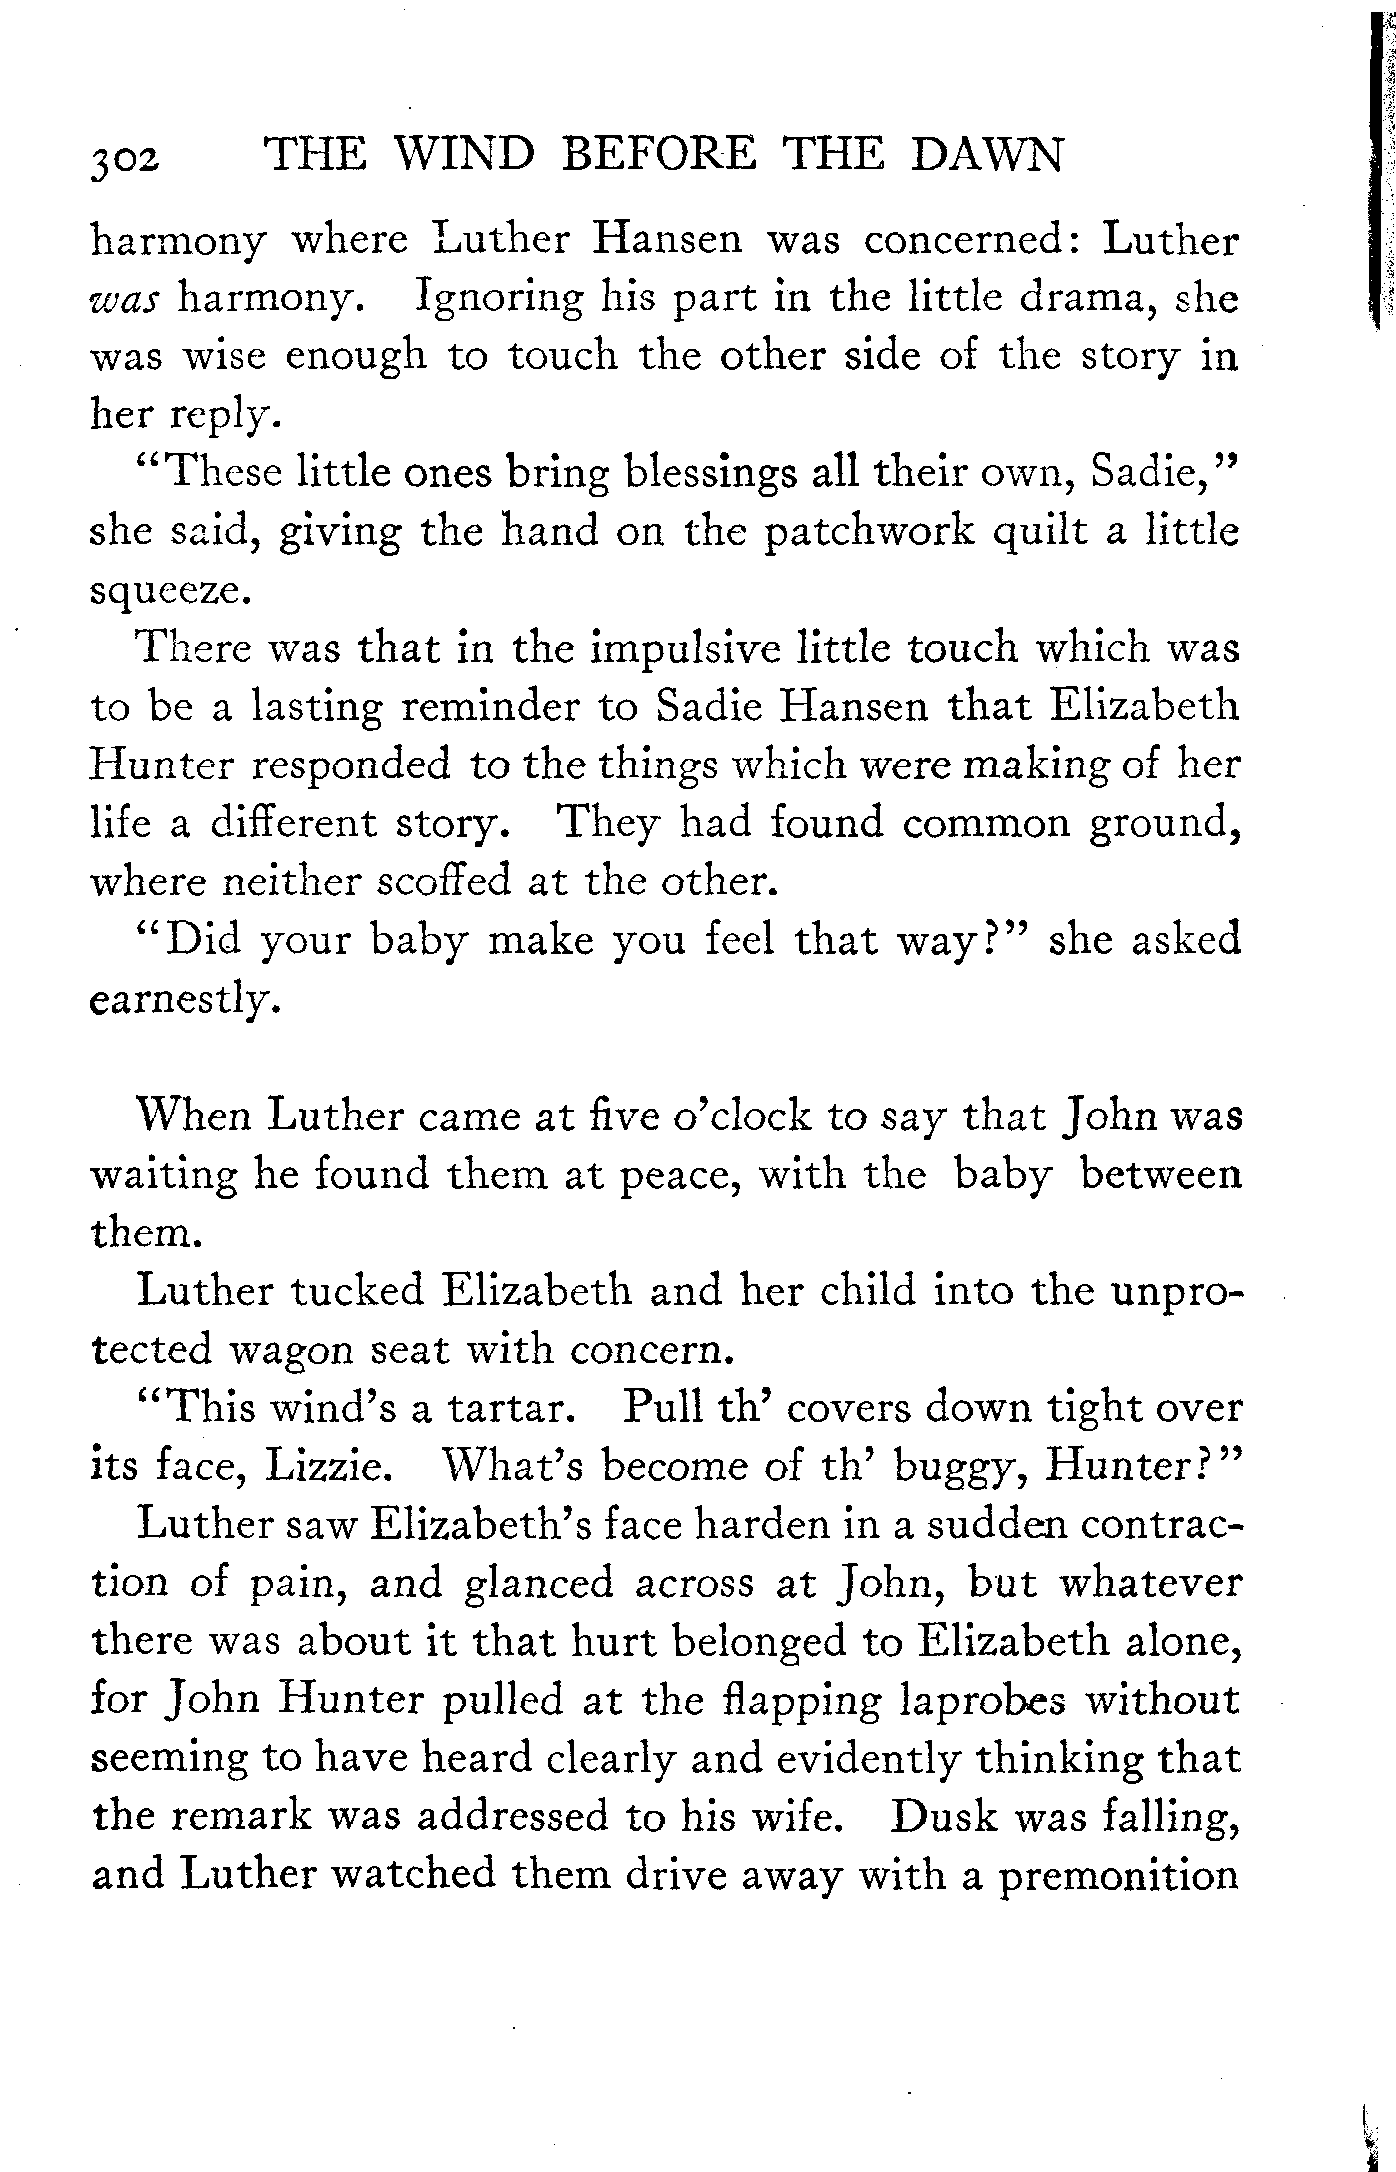 302 THE WIND BEFORE THE DAWN
harmony where Luther Hansen was concerned: Luther
was harmony. Ignoring his part in the little drama, she
was wise enough to touch the other side of the story in
her reply.
“These little ones bring blessings all their own, Sadie,”
she said, giving the hand on the patchwork quilt a little
squeeze.
There was that in the impulsive little touch which was
to be a lasting reminder to Sadie Hansen that Elizabeth
Hunter responded to the things which were making of her
life a different story. They had found common ground,
where neither scoffed at the other.
“Did your baby make you feel that way?” she asked
earnestly.
When Luther came at five o’clock to say that John was
waiting he found them at peace, with the baby between
them.
Luther tucked Elizabeth and her child into the unpro-
tected wagon seat with concern.
“This wind’s a tartar. Pull th’ covers down tight over
its face, Lizzie. What’s become of th’ buggy, Hunter?”
Luther saw Elizabeth’s face harden in a sudden contrac-
tion of pain, and glanced across at John, but whatever
there was about it that hurt belonged to Elizabeth alone,
for John Hunter pulled at the flapping laprobes without
seeming to have heard clearly and evidently thinking that
the remark was addressed to his wife. Dusk was falling,
and Luther watched them drive away with a premonition